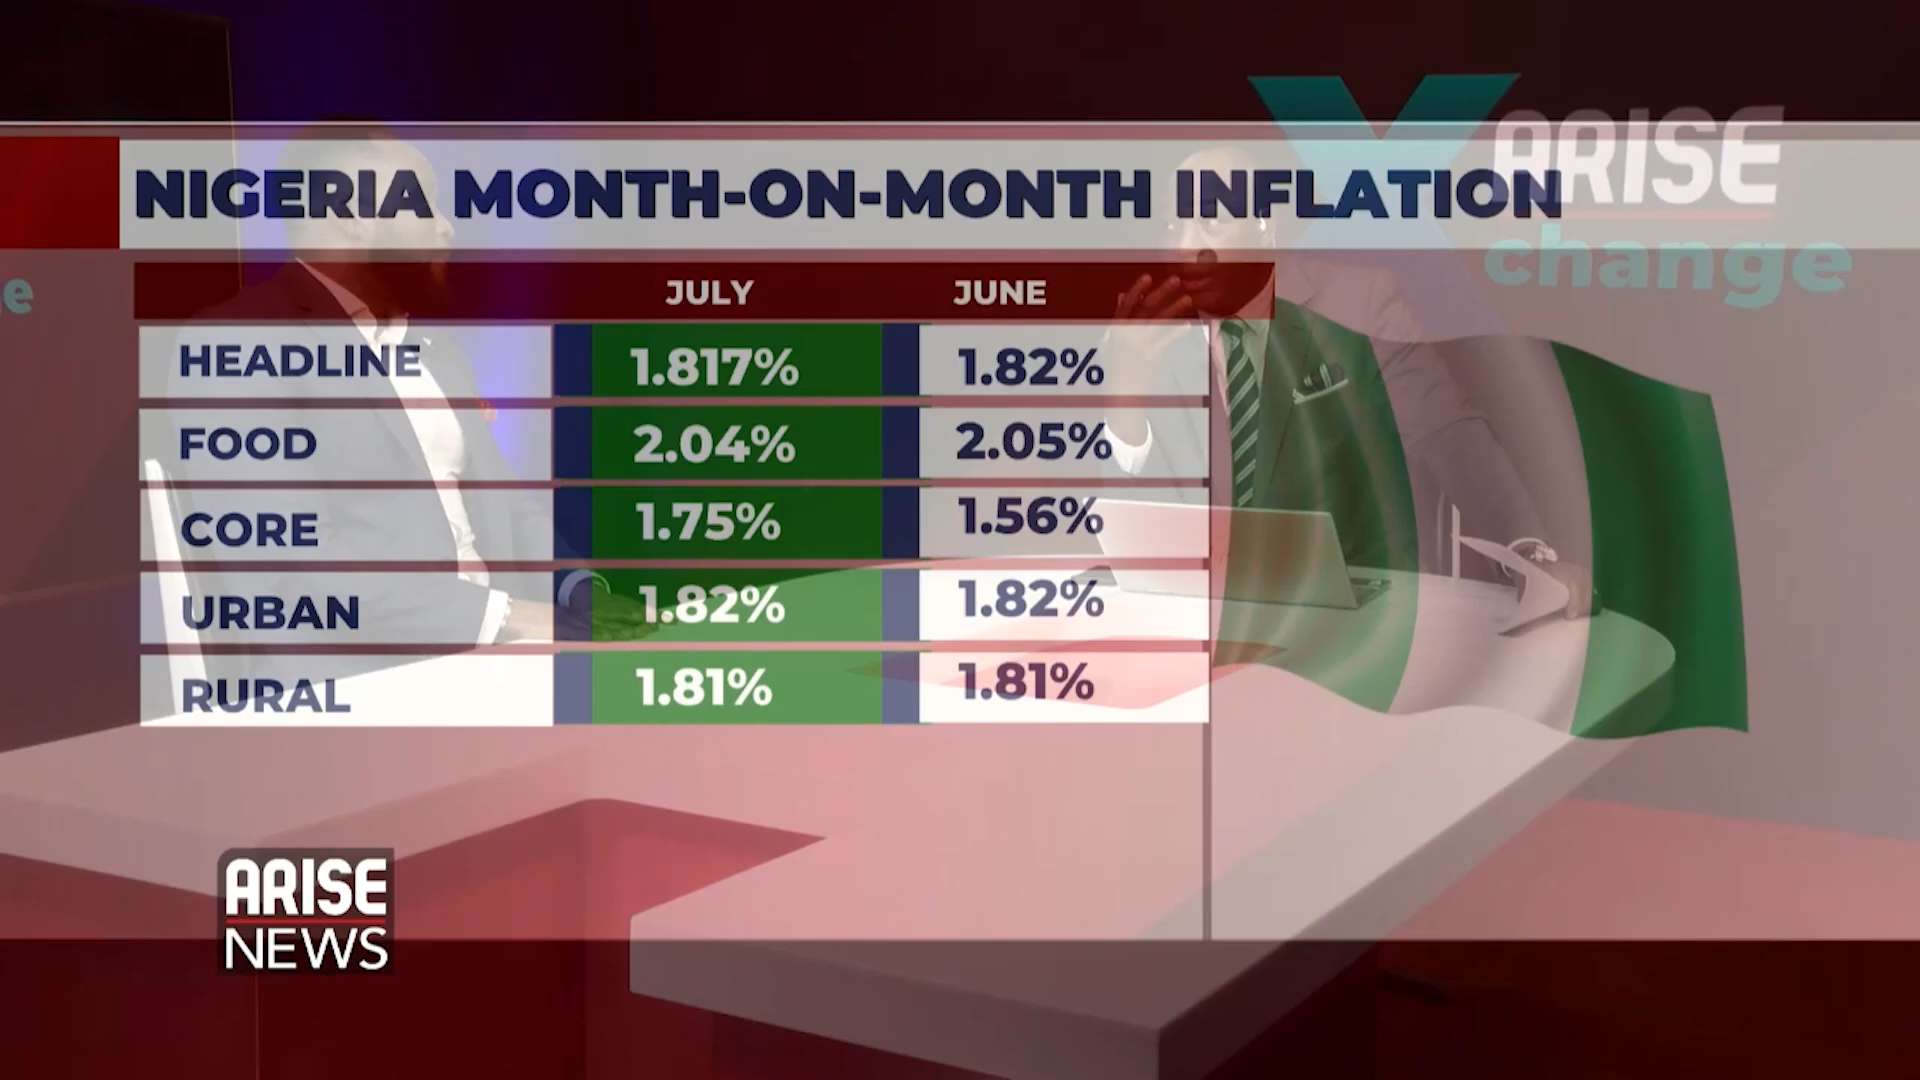 ARISE
change
NIGERIA MONTH-ON-MONTH INFLATION
e
JULY JUNE
HEADLINE 1.817% 1.82%
FOOD 2.04% 2.05%
CORE 1.75% 1.56%
URBAN 1.82% 1.82%
RURAL 1.81% 1.81%
ARISE
NEWS